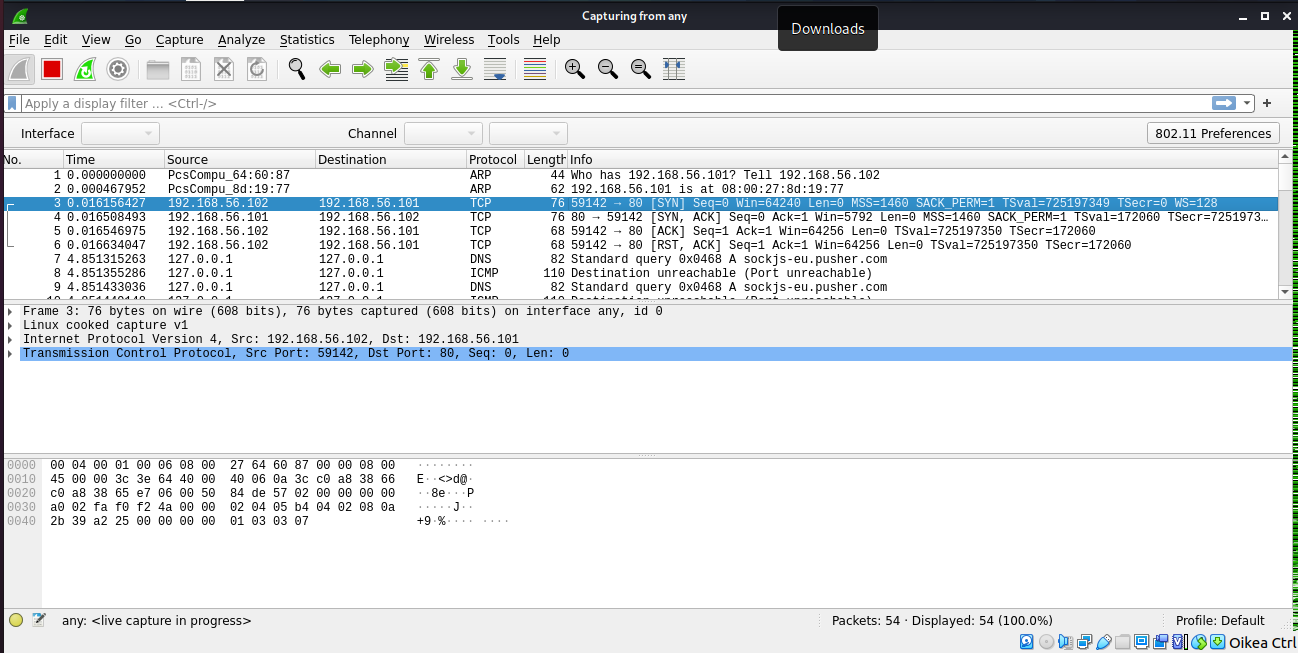 Capturing from any
Downloads
File Edit View Go Capture Analyze Statistics Telephony Wireless Tools Help
Apply a display filter ... <Ctrl-/>
Interface Channel 802.11 Preferences
No. Time Source Destination Protocol Length Info
1 0.000000000 PcsCompu_64:60:87 ARP 44 Who has 192.168.56.101? Tell 192.168.56.102
2 0.000467952 PcsCompu_8d:19:77 ARP 62 192.168.56.101 is at 08:00:27:8d:19:77
3 0.016156427 192.168.56.102 192.168.56.101 TCP 76 59142 → 80 [SYN] Seq=0 Win=64240 Len=0 MSS=1460 SACK_PERM=1 TSval=725197349 TSecr=0 WS=128
4 0.016508493 192.168.56.101 192.168.56.102 TCP 76 80 → 59142 [SYN, ACK] Seq=0 Ack=1 Win=5792 Len=0 MSS=1460 SACK_PERM=1 TSval=172060 TSecr=7251973…
5 0.016546975 192.168.56.102 192.168.56.101 TCP 68 59142 → 80 [ACK] Seq=1 Ack=1 Win=64256 Len=0 TSval=725197350 TSecr=172060
6 0.016634047 192.168.56.102 192.168.56.101 TCP 68 59142 → 80 [RST, ACK] Seq=1 Ack=1 Win=64256 Len=0 TSval=725197350 TSecr=172060
7 4.851315263 127.0.0.1 127.0.0.1 DNS 82 Standard query 0x0468 A sockjs-eu.pusher.com
8 4.851355286 127.0.0.1 127.0.0.1 ICMP 110 Destination unreachable (Port unreachable)
9 4.851433036 127.0.0.1 127.0.0.1 DNS 82 Standard query 0x0468 A sockjs-eu.pusher.com
Frame 3: 76 bytes on wire (608 bits), 76 bytes captured (608 bits) on interface any, id 0
Linux cooked capture v1
Internet Protocol Version 4, Src: 192.168.56.102, Dst: 192.168.56.101
Transmission Control Protocol, Src Port: 59142, Dst Port: 80, Seq: 0, Len: 0
0000 00 04 00 01 00 06 08 00 27 64 60 87 00 00 08 00 ········
0010 45 00 00 3c 3e 64 40 00 40 06 0a 3c c0 a8 38 66 E··<>d@·
0020 c0 a8 38 65 e7 06 00 50 84 de 57 02 00 00 00 00 ··8e···P
0030 a0 02 fa f0 f2 4a 00 00 02 04 05 b4 04 02 08 0a ·····J··
0040 2b 39 a2 25 00 00 00 00 01 03 03 07 +9·%···· ····
any: <live capture in progress> Packets: 54 · Displayed: 54 (100.0%) Profile: Default
Oikea Ctrl